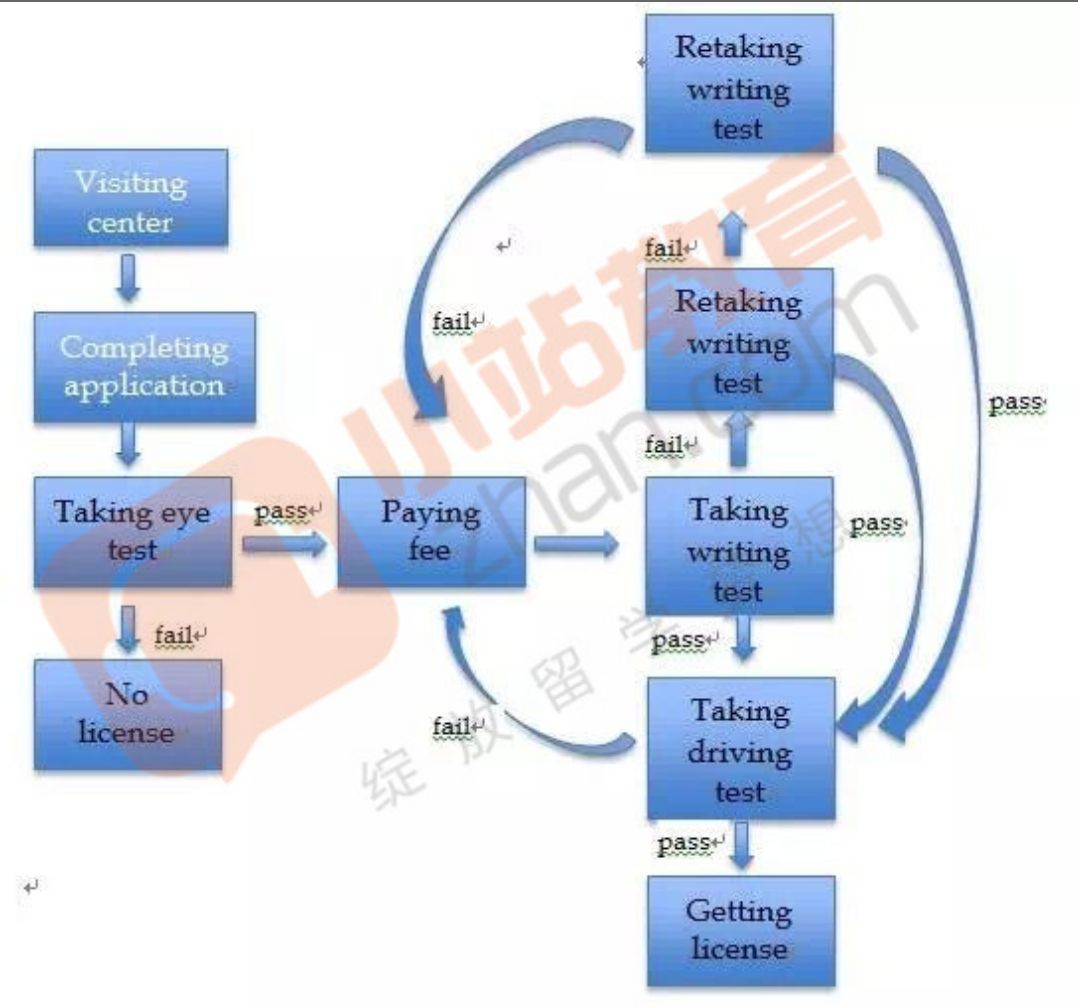 Retaking
writing
test
Visiting
center
fail
Retaking
writing
test
Completing
application
fail
pass
fail
Taking eye
test
pass
Paying
fee
Taking
writing
test
pass
fail
pass
No
license
Taking
driving
test
fail
pass
Getting
license
小站教育
zhan.com
绽放留学梦想